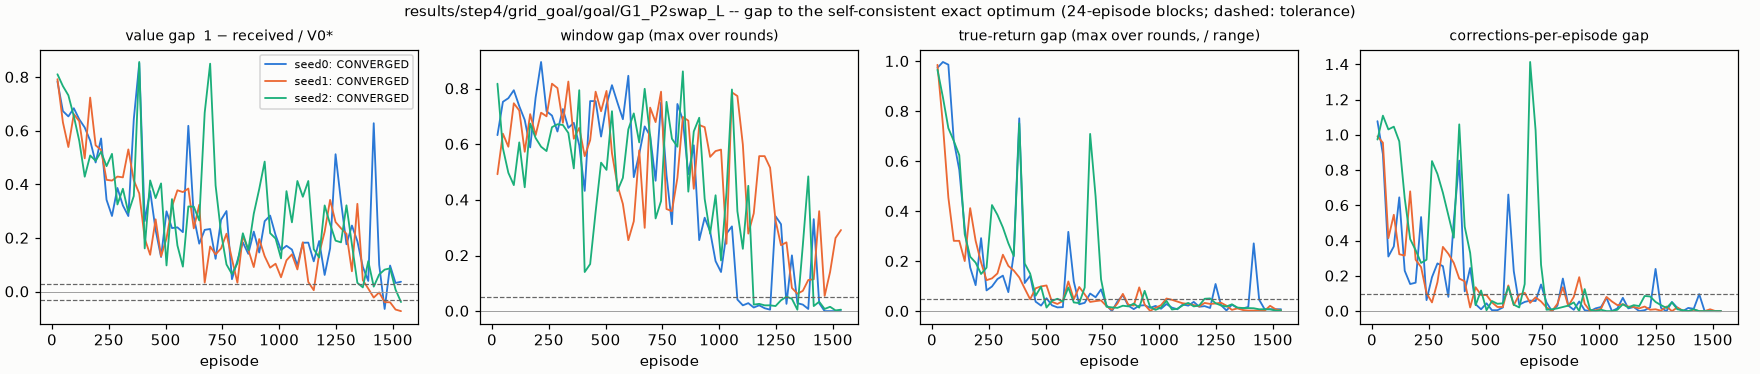 results/step4/grid_goal/goal/G1_P2swap_L -- gap to the self-consistent exact optimum (24-episode blocks; dashed: tolerance)
value gap  1 − received / V0*
0.8
0.6
0.4
0.2
0.0
0 250 500 750 1000 1250 1500
episode
seed0: CONVERGED
seed1: CONVERGED
seed2: CONVERGED
window gap (max over rounds)
0.8
0.6
0.4
0.2
0.0
0 250 500 750 1000 1250 1500
episode
true-return gap (max over rounds, / range)
1.0
0.8
0.6
0.4
0.2
0.0
0 250 500 750 1000 1250 1500
episode
corrections-per-episode gap
1.4
1.2
1.0
0.8
0.6
0.4
0.2
0.0
0 250 500 750 1000 1250 1500
episode